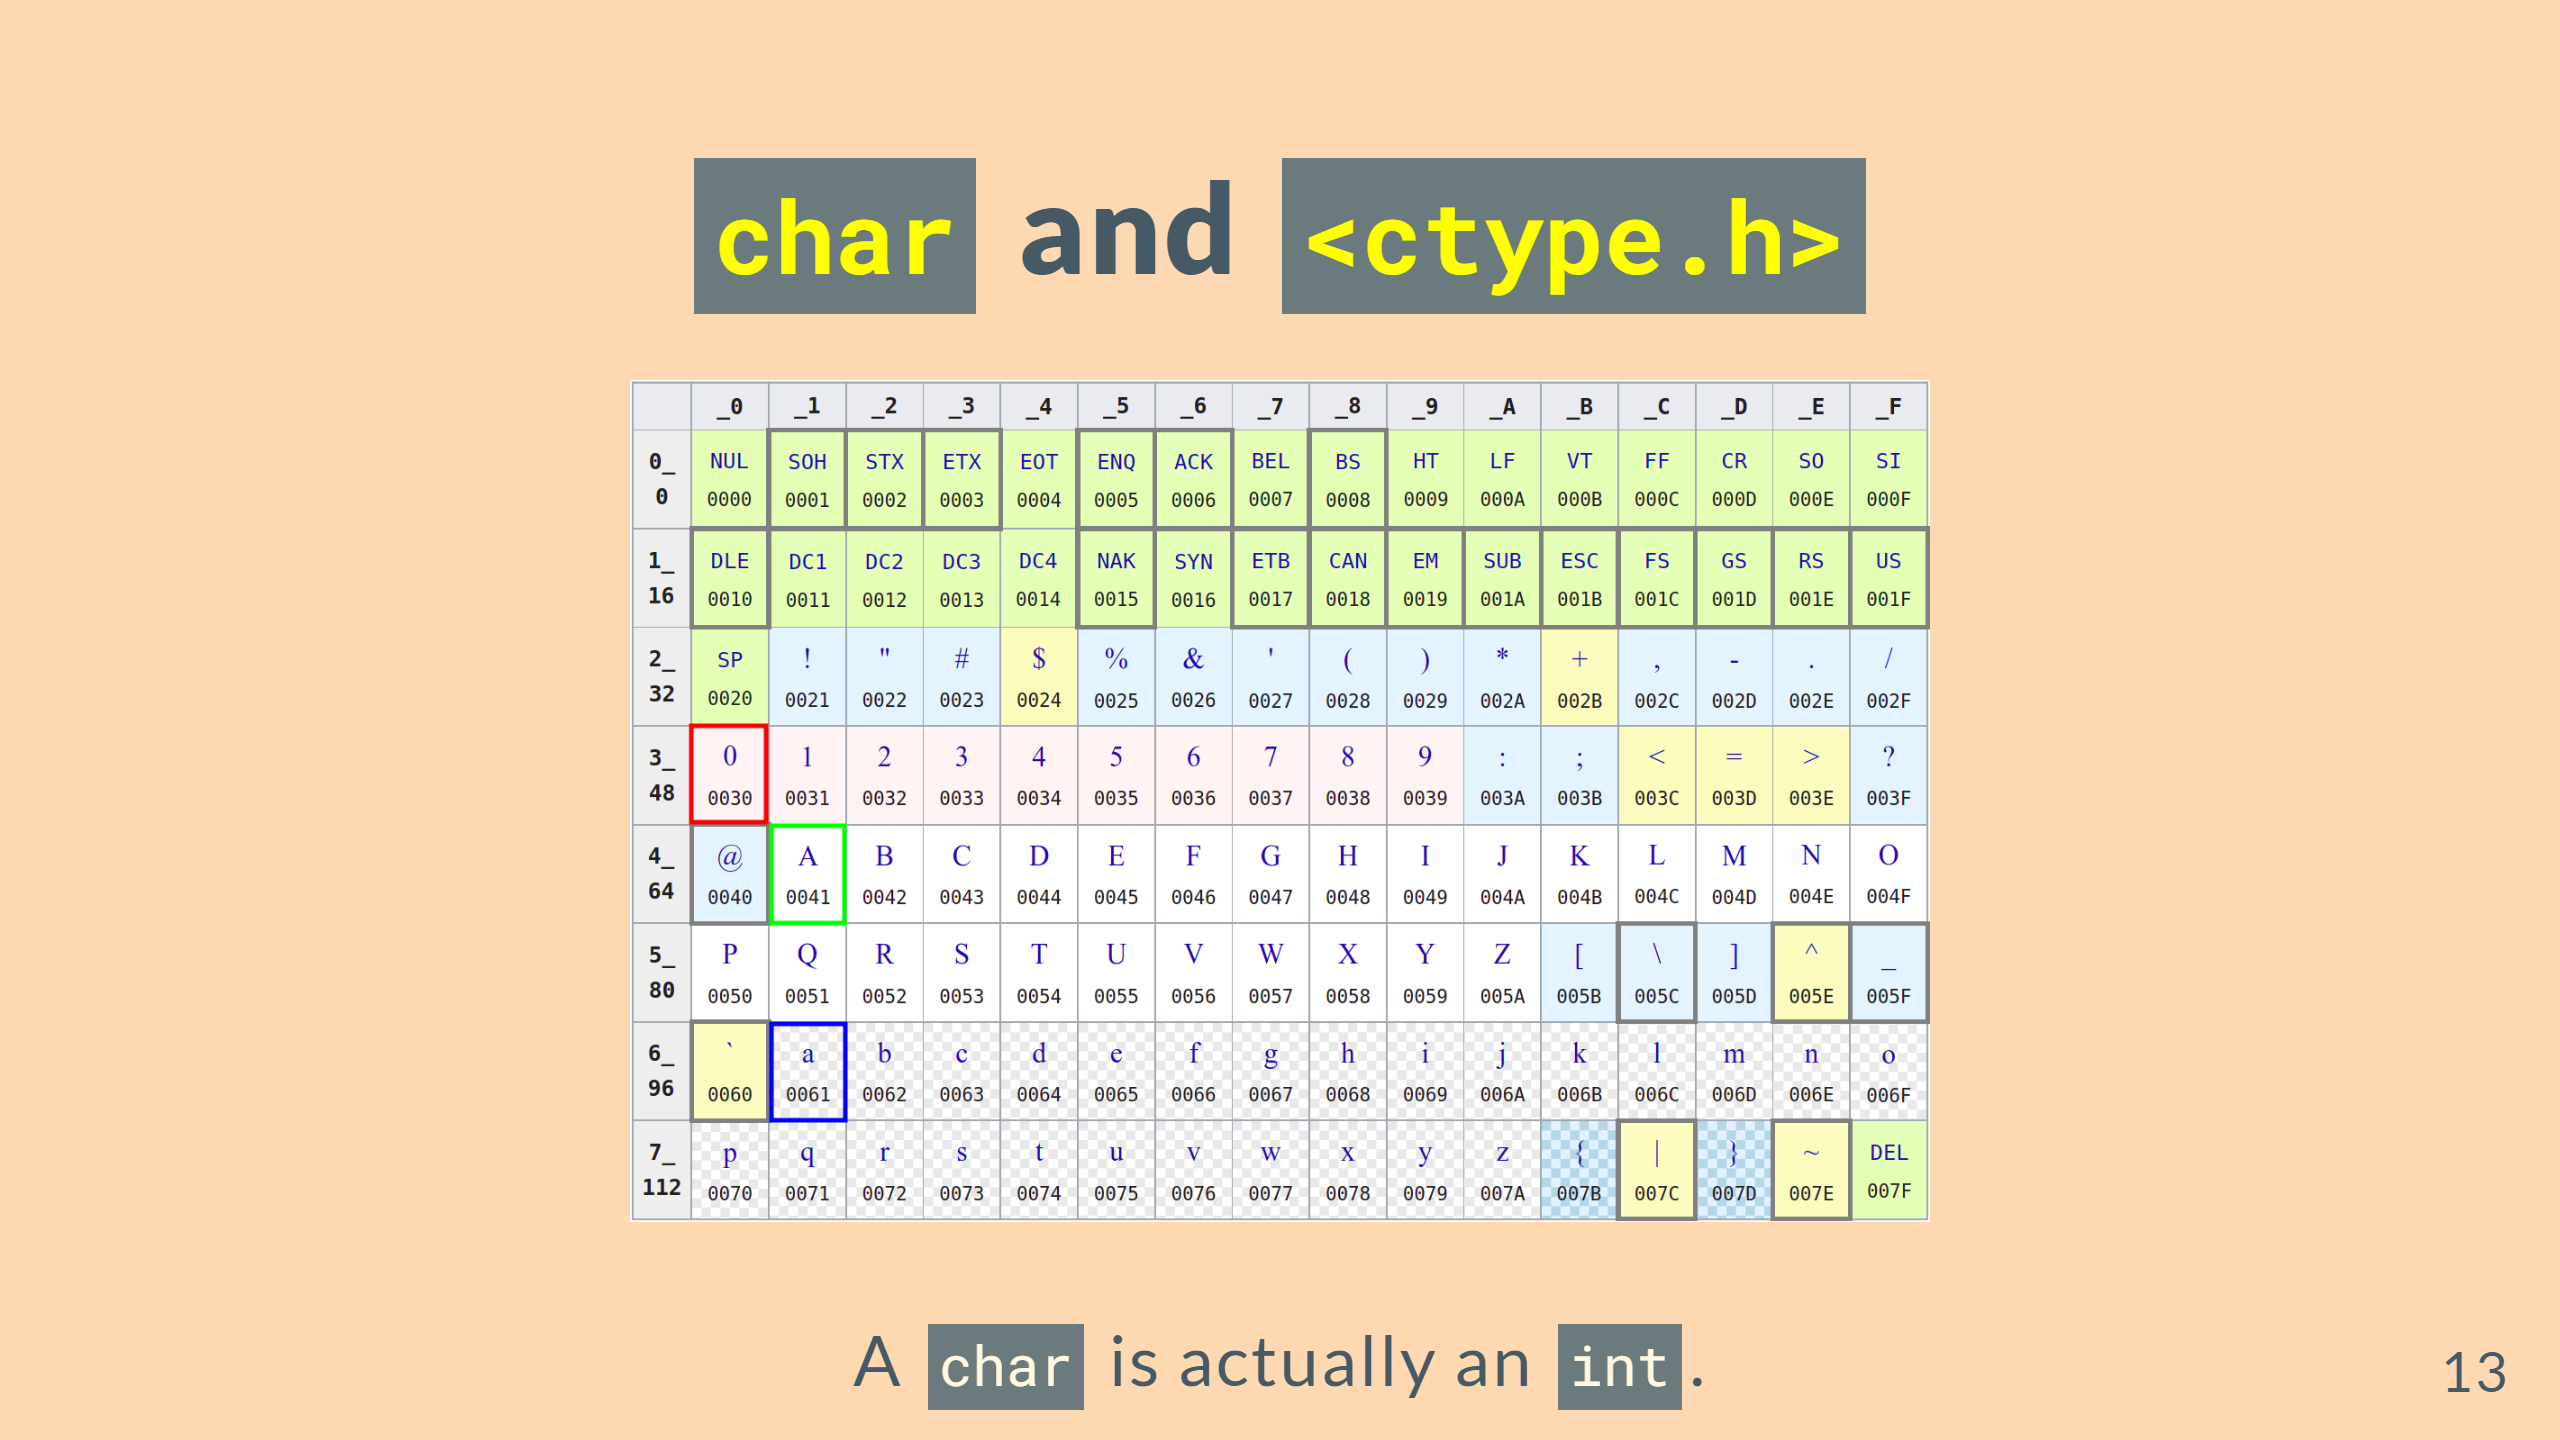 char and <ctype.h>
_0 _1 _2 _3 _4 _5 _6 _7 _8 _9 _A _B _C _D _E _F
0_ NUL SOH STX ETX EOT ENQ ACK BEL BS HT LF VT FF CR SO SI
0 0000 0001 0002 0003 0004 0005 0006 0007 0008 0009 000A 000B 000C 000D 000E 000F
1_ DLE DC1 DC2 DC3 DC4 NAK SYN ETB CAN EM SUB ESC FS GS RS US
16 0010 0011 0012 0013 0014 0015 0016 0017 0018 0019 001A 001B 001C 001D 001E 001F
2_ SP ! " # $ % & ' ( ) * + , - . /
32 0020 0021 0022 0023 0024 0025 0026 0027 0028 0029 002A 002B 002C 002D 002E 002F
3_ 0 1 2 3 4 5 6 7 8 9 : ; < = > ?
48 0030 0031 0032 0033 0034 0035 0036 0037 0038 0039 003A 003B 003C 003D 003E 003F
4_ @ A B C D E F G H I J K L M N O
64 0040 0041 0042 0043 0044 0045 0046 0047 0048 0049 004A 004B 004C 004D 004E 004F
5_ P Q R S T U V W X Y Z [ \ ] ^ _
80 0050 0051 0052 0053 0054 0055 0056 0057 0058 0059 005A 005B 005C 005D 005E 005F
6_ ` a b c d e f g h i j k l m n o
96 0060 0061 0062 0063 0064 0065 0066 0067 0068 0069 006A 006B 006C 006D 006E 006F
7_ p q r s t u v w x y z { | } ~ DEL
112 0070 0071 0072 0073 0074 0075 0076 0077 0078 0079 007A 007B 007C 007D 007E 007F
A char is actually an int.
13